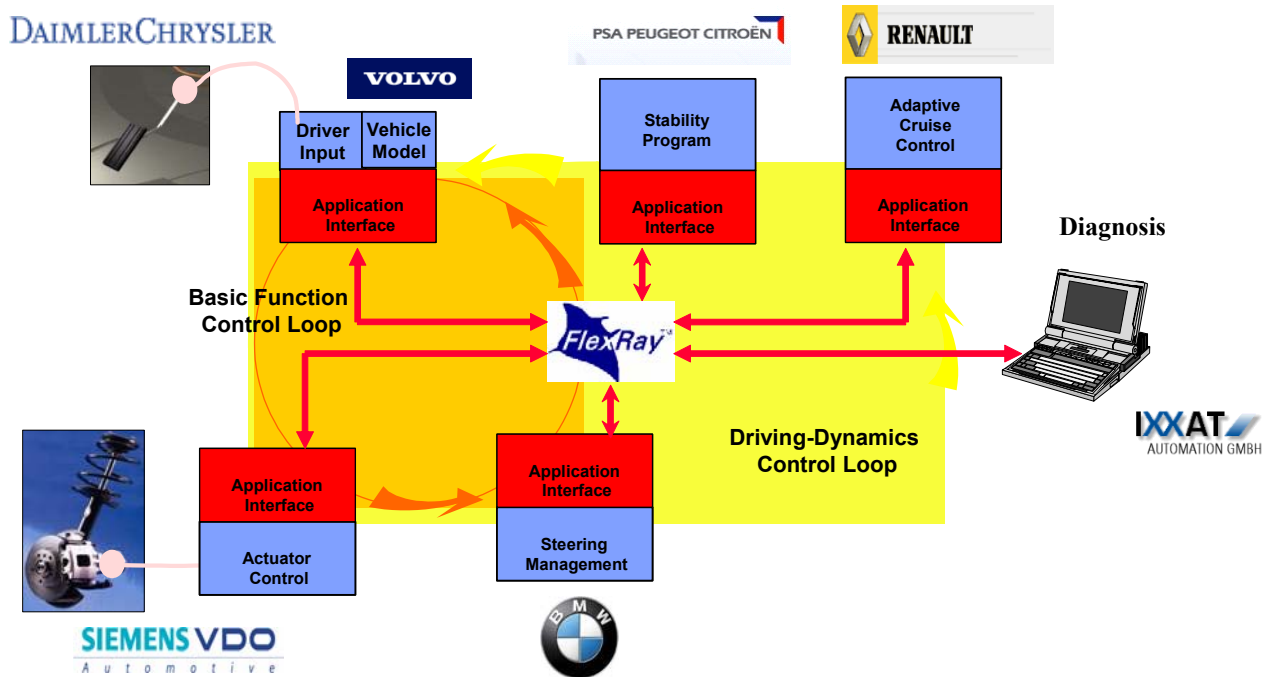 DAIMLERCHRYSLER
VOLVO
PSA PEUGEOT CITROËN
RENAULT
Driver
Input
Vehicle
Model
Stability
Program
Adaptive
Cruise
Control
Application
Interface
Application
Interface
Application
Interface
Diagnosis
Basic Function
Control Loop
FlexRay
Driving-Dynamics
Control Loop
IXXAT
AUTOMATION GMBH
Application
Interface
Application
Interface
Actuator
Control
Steering
Management
BMW
SIEMENS VDO
Automotive